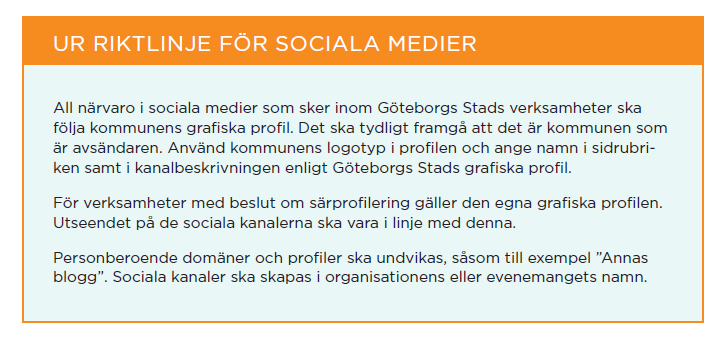 UR RIKTLINJE FÖR SOCIALA MEDIER
All närvaro i sociala medier som sker inom Göteborgs Stads verksamheter ska
följa kommunens grafiska profil. Det ska tydligt framgå att det är kommunen som
är avsändaren. Använd kommunens logotyp i profilen och ange namn i sidrubri-
ken samt i kanalbeskrivningen enligt Göteborgs Stads grafiska profil.
För verksamheter med beslut om särprofilering gäller den egna grafiska profilen.
Utseendet på de sociala kanalerna ska vara i linje med denna.
Personberoende domäner och profiler ska undvikas, såsom till exempel ”Annas
blogg”. Sociala kanaler ska skapas i organisationens eller evenemangets namn.